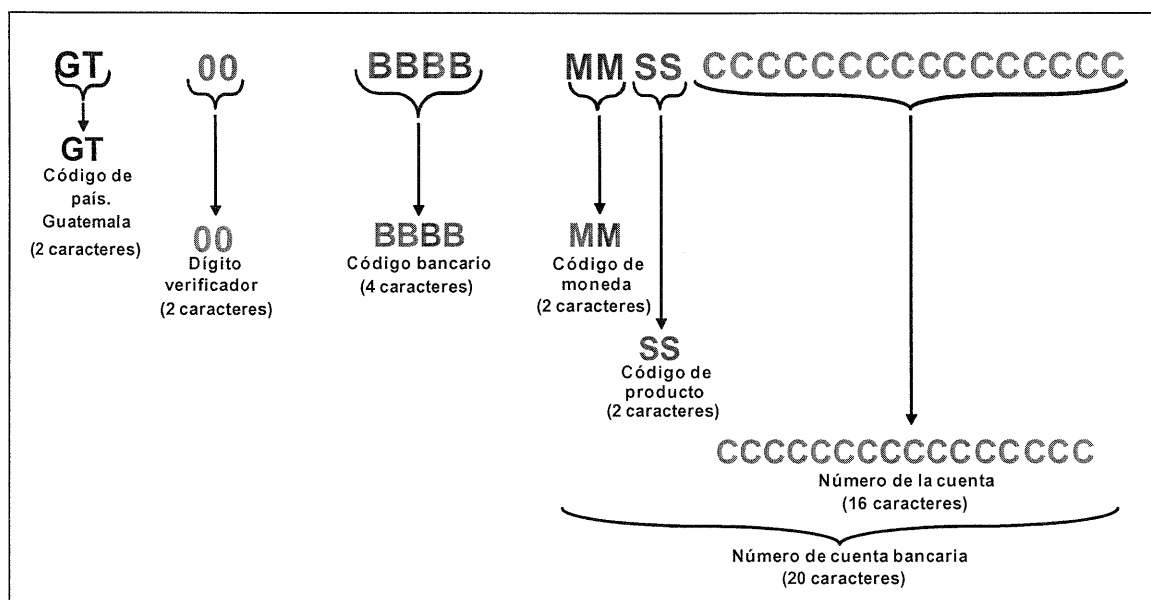 GT 00 BBBB MM SS CCCCCCCCCCCCCCCC
GT
Código de
país.
Guatemala
(2 caracteres)
00
Dígito
verificador
(2 caracteres)
BBBB
Código bancario
(4 caracteres)
MM
Código de
moneda
(2 caracteres)
SS
Código de
producto
(2 caracteres)
CCCCCCCCCCCCCCCC
Número de la cuenta
(16 caracteres)
Número de cuenta bancaria
(20 caracteres)